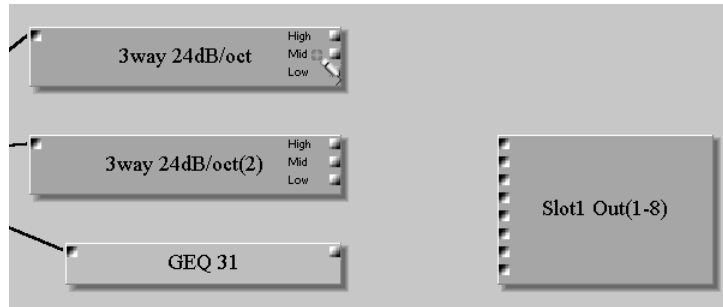 3way 24dB/oct
High
Mid
Low
3way 24dB/oct(2)
High
Mid
Low
Slot1 Out(1-8)
GEQ 31